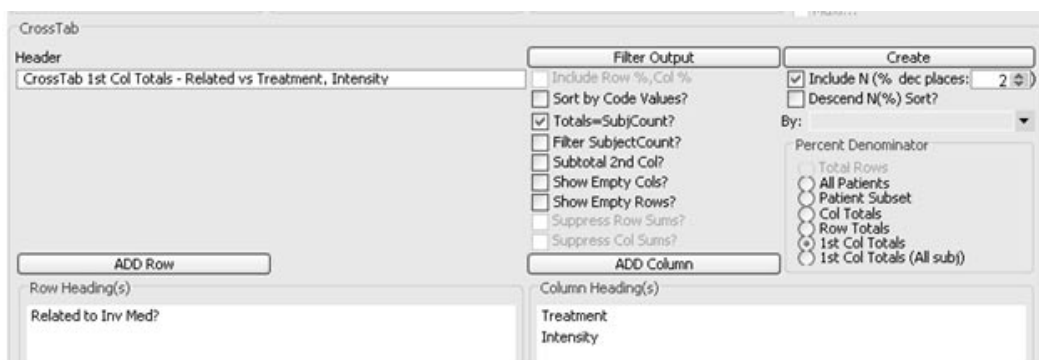 CrossTab
Header
CrossTab 1st Col Totals - Related vs Treatment, Intensity
ADD Row
Row Heading(s)
Related to Inv Med?
Filter Output
Include Row %,Col %
Sort by Code Values?
Totals=SubjCount?
Filter SubjectCount?
Subtotal 2nd Col?
Show Empty Cols?
Show Empty Rows?
Suppress Row Sums?
Suppress Col Sums?
ADD Column
Column Heading(s)
Treatment
Intensity
Create
Include N (% dec places: 2 )
Descend N(%) Sort?
By:
Percent Denominator
Total Rows
All Patients
Patient Subset
Col Totals
Row Totals
1st Col Totals
1st Col Totals (All subj)